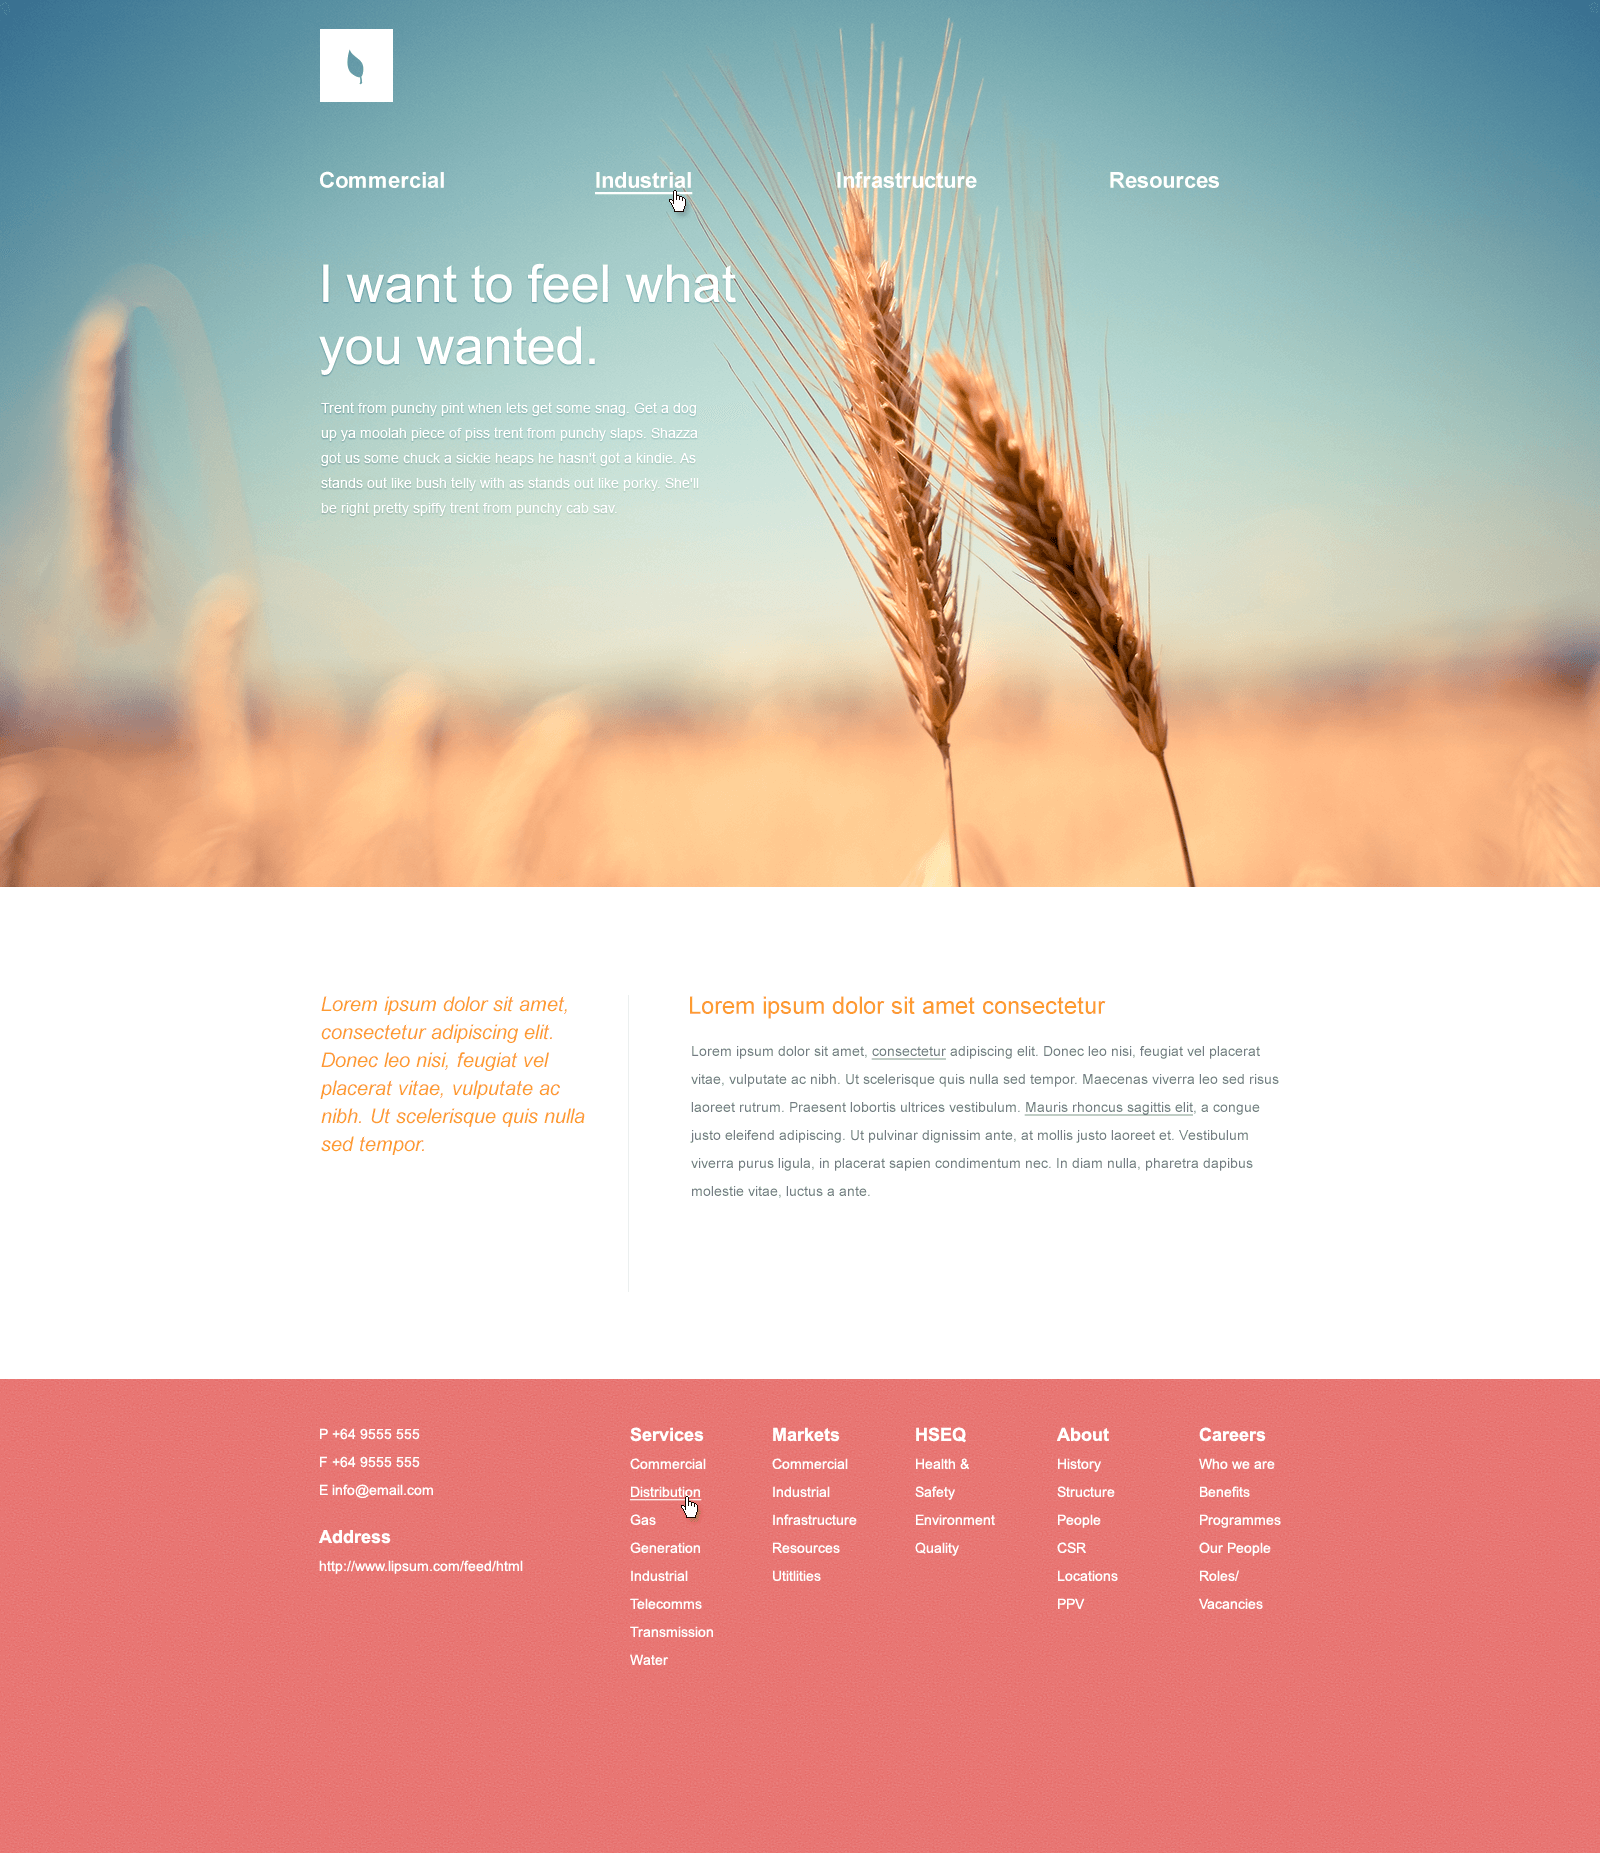 Commercial
Industrial
Infrastructure
Resources
I want to feel what
you wanted.
Trent from punchy pint when lets get some snag. Get a dog
up ya moolah piece of piss trent from punchy slaps. Shazza
got us some chuck a sickie heaps he hasn't got a kindie. As
stands out like bush telly with as stands out like porky. She'll
be right pretty spiffy trent from punchy cab sav.
Lorem ipsum dolor sit amet,
consectetur adipiscing elit.
Donec leo nisi, feugiat vel
placerat vitae, vulputate ac
nibh. Ut scelerisque quis nulla
sed tempor.
Lorem ipsum dolor sit amet consectetur
Lorem ipsum dolor sit amet, consectetur adipiscing elit. Donec leo nisi, feugiat vel placerat
vitae, vulputate ac nibh. Ut scelerisque quis nulla sed tempor. Maecenas viverra leo sed risus
laoreet rutrum. Praesent lobortis ultrices vestibulum. Mauris rhoncus sagittis elit, a congue
justo eleifend adipiscing. Ut pulvinar dignissim ante, at mollis justo laoreet et. Vestibulum
viverra purus ligula, in placerat sapien condimentum nec. In diam nulla, pharetra dapibus
molestie vitae, luctus a ante.
P +64 9555 555
F +64 9555 555
E info@email.com
Address
http://www.lipsum.com/feed/html
Services
Commercial
Distribution
Gas
Generation
Industrial
Telecomms
Transmission
Water
Markets
Commercial
Industrial
Infrastructure
Resources
Utitlities
HSEQ
Health &
Safety
Environment
Quality
About
History
Structure
People
CSR
Locations
PPV
Careers
Who we are
Benefits
Programmes
Our People
Roles/
Vacancies